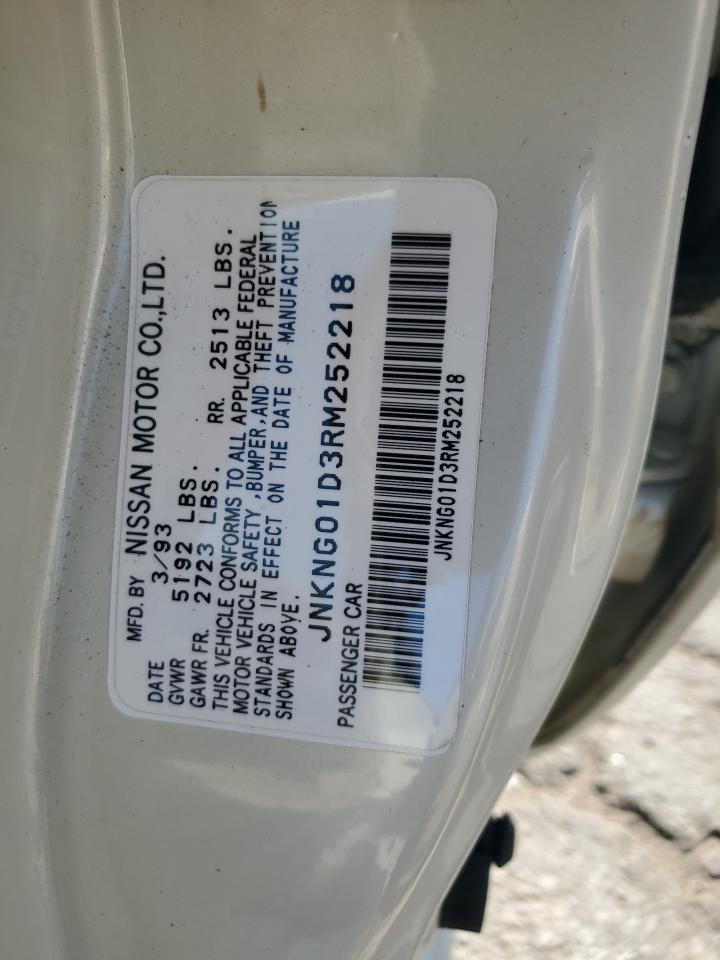 MFD. BY NISSAN MOTOR CO.,LTD.
DATE 3/93
GVWR 5192 LBS.
GAWR FR. 2723 LBS. RR. 2513 LBS.
THIS VEHICLE CONFORMS TO ALL APPLICABLE FEDERAL
MOTOR VEHICLE SAFETY ,BUMPER,AND THEFT PREVENTION
STANDARDS IN EFFECT ON THE DATE OF MANUFACTURE
SHOWN ABOVE.
JNKNG01D3RM252218
PASSENGER CAR
JNKNG01D3RM252218